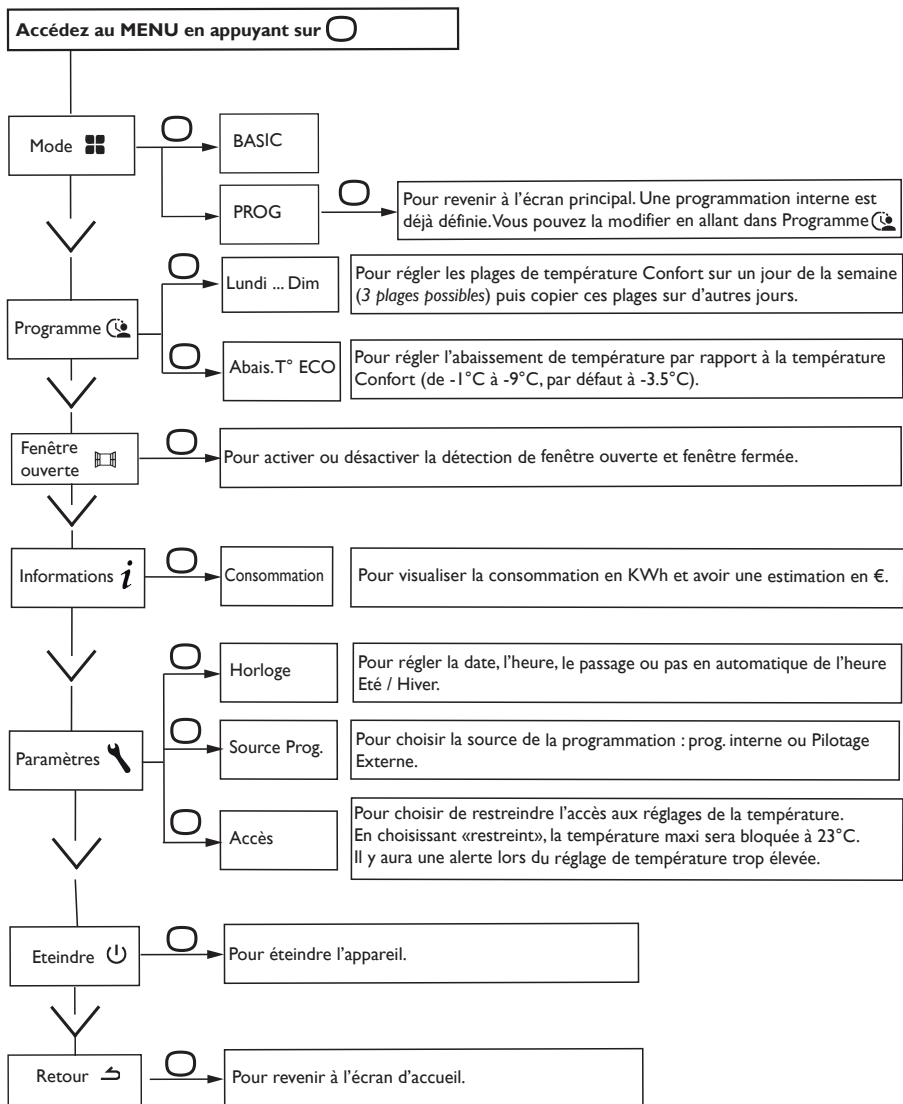 Accédez au MENU en appuyant sur
Mode
BASIC
PROG
Pour revenir à l'écran principal. Une programmation interne est
déjà définie. Vous pouvez la modifier en allant dans Programme
Programme
Lundi ... Dim
Pour régler les plages de température Confort sur un jour de la semaine
(3 plages possibles) puis copier ces plages sur d'autres jours.
Abais. T° ECO
Pour régler l'abaissement de température par rapport à la température
Confort (de -1°C à -9°C, par défaut à -3.5°C).
Fenêtre
ouverte
Pour activer ou désactiver la détection de fenêtre ouverte et fenêtre fermée.
Informations i
Consommation
Pour visualiser la consommation en KWh et avoir une estimation en €.
Paramètres
Horloge
Pour régler la date, l'heure, le passage ou pas en automatique de l'heure
Eté / Hiver.
Source Prog.
Pour choisir la source de la programmation : prog. interne ou Pilotage
Externe.
Accès
Pour choisir de restreindre l'accès aux réglages de la température.
En choisissant «restreint», la température maxi sera bloquée à 23°C.
Il y aura une alerte lors du réglage de température trop élevée.
Eteindre
Pour éteindre l'appareil.
Retour
Pour revenir à l'écran d'accueil.